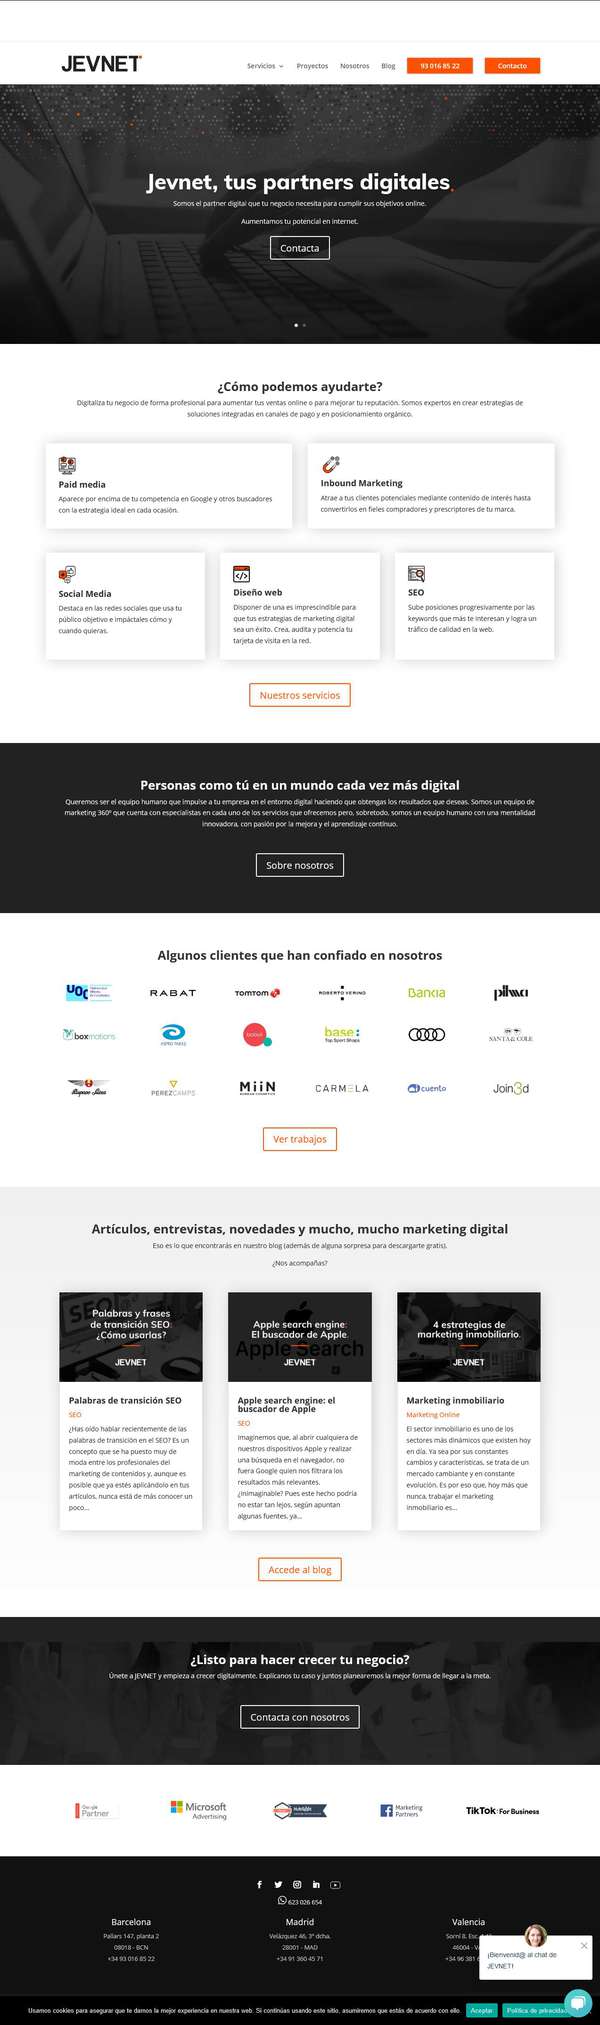 JEVNET
Servicios
Proyectos
Nosotros
Blog
93 016 85 22
Contacto
Jevnet, tus partners digitales.
Somos el partner digital que tu negocio necesita para cumplir sus objetivos online.
Aumentamos tu potencial en internet.
Contacta
¿Cómo podemos ayudarte?
Digitaliza tu negocio de forma profesional para aumentar tus ventas online o para mejorar tu reputación. Somos expertos en crear estrategias de
soluciones integradas en canales de pago y en posicionamiento orgánico.
Paid media
Aparece por encima de tu competencia en Google y otros buscadores
con la estrategia ideal en cada ocasión.
Inbound Marketing
Atrae a tus clientes potenciales mediante contenido de interés hasta
convertirlos en fieles compradores y prescriptores de tu marca.
Social Media
Destaca en las redes sociales que usa tu
público objetivo e impáctales cómo y
cuando quieras.
Diseño web
Disponer de una es imprescindible para
que tus estrategias de marketing digital
sea un éxito. Crea, audita y potencia tu
tarjeta de visita en la red.
SEO
Sube posiciones progresivamente por las
keywords que más te interesan y logra un
tráfico de calidad en la web.
Nuestros servicios
Personas como tú en un mundo cada vez más digital
Queremos ser el equipo humano que impulse a tu empresa en el entorno digital haciendo que obtengas los resultados que deseas. Somos un equipo de
marketing 360º que cuenta con especialistas en cada uno de los servicios que ofrecemos pero, sobretodo, somos un equipo humano con una mentalidad
innovadora, con pasión por la mejora y el aprendizaje continuo.
Sobre nosotros
Algunos clientes que han confiado en nosotros
UOC
RABAT
TOMTOM
ROBERTO VERINO
Bankia
pilma
boxmotions
base:
Top Sport Shops
SANTA & COLE
PEREZCAMPS
MiiN
KOREAN COSMETICS
CARMELA
cuento
Join3d
Ver trabajos
Artículos, entrevistas, novedades y mucho, mucho marketing digital
Eso es lo que encontrarás en nuestro blog (además de alguna sorpresa para descargarte gratis).
¿Nos acompañas?
SEO
Palabras y frases
de transición SEO:
¿Cómo usarlas?
JEVNET
Apple search engine:
El buscador de Apple.
Apple Search
JEVNET
4 estrategias de
marketing inmobiliario.
JEVNET
Palabras de transición SEO
SEO
¿Has oído hablar recientemente de las
palabras de transición en el SEO? Es un
concepto que se ha puesto muy de
moda entre los profesionales del
marketing de contenidos y, aunque es
posible que ya estés aplicándolo en tus
artículos, nunca está de más conocer un
poco...
Apple search engine: el
buscador de Apple
SEO
Imaginemos que, al abrir cualquiera de
nuestros dispositivos Apple y realizar
una búsqueda en el navegador, no
fuera Google quien nos filtrara los
resultados más relevantes.
¿Inimaginable? Pues este hecho podría
no estar tan lejos, según apuntan
algunas fuentes, ya...
Marketing inmobiliario
Marketing Online
El sector inmobiliario es uno de los
sectores más dinámicos que existen hoy
en día. Ya sea por sus constantes
cambios y características, se trata de un
mercado cambiante y en constante
evolución. Es por eso que, hoy más que
nunca, trabajar el marketing
inmobiliario es...
Accede al blog
¿Listo para hacer crecer tu negocio?
Únete a JEVNET y empieza a crecer digitalmente. Explícanos tu caso y juntos planearemos la mejor forma de llegar a la meta.
Contacta con nosotros
Google
Partner
Microsoft
Advertising
HubSpot
Marketing
Partners
TikTok: For Business
623 026 654
Barcelona
Pallars 147, planta 2
08018 - BCN
+34 93 016 85 22
Madrid
Velázquez 46, 3º dcha.
28001 - MAD
+34 91 360 45 71
Valencia
Sorní 8, Esc.
46004 -
+34 96 381
¡Bienvenid@ al chat de
JEVNET!
Usamos cookies para asegurar que te damos la mejor experiencia en nuestra web. Si continúas usando este sitio, asumiremos que estás de acuerdo con ello.
Aceptar
Política de privacidad